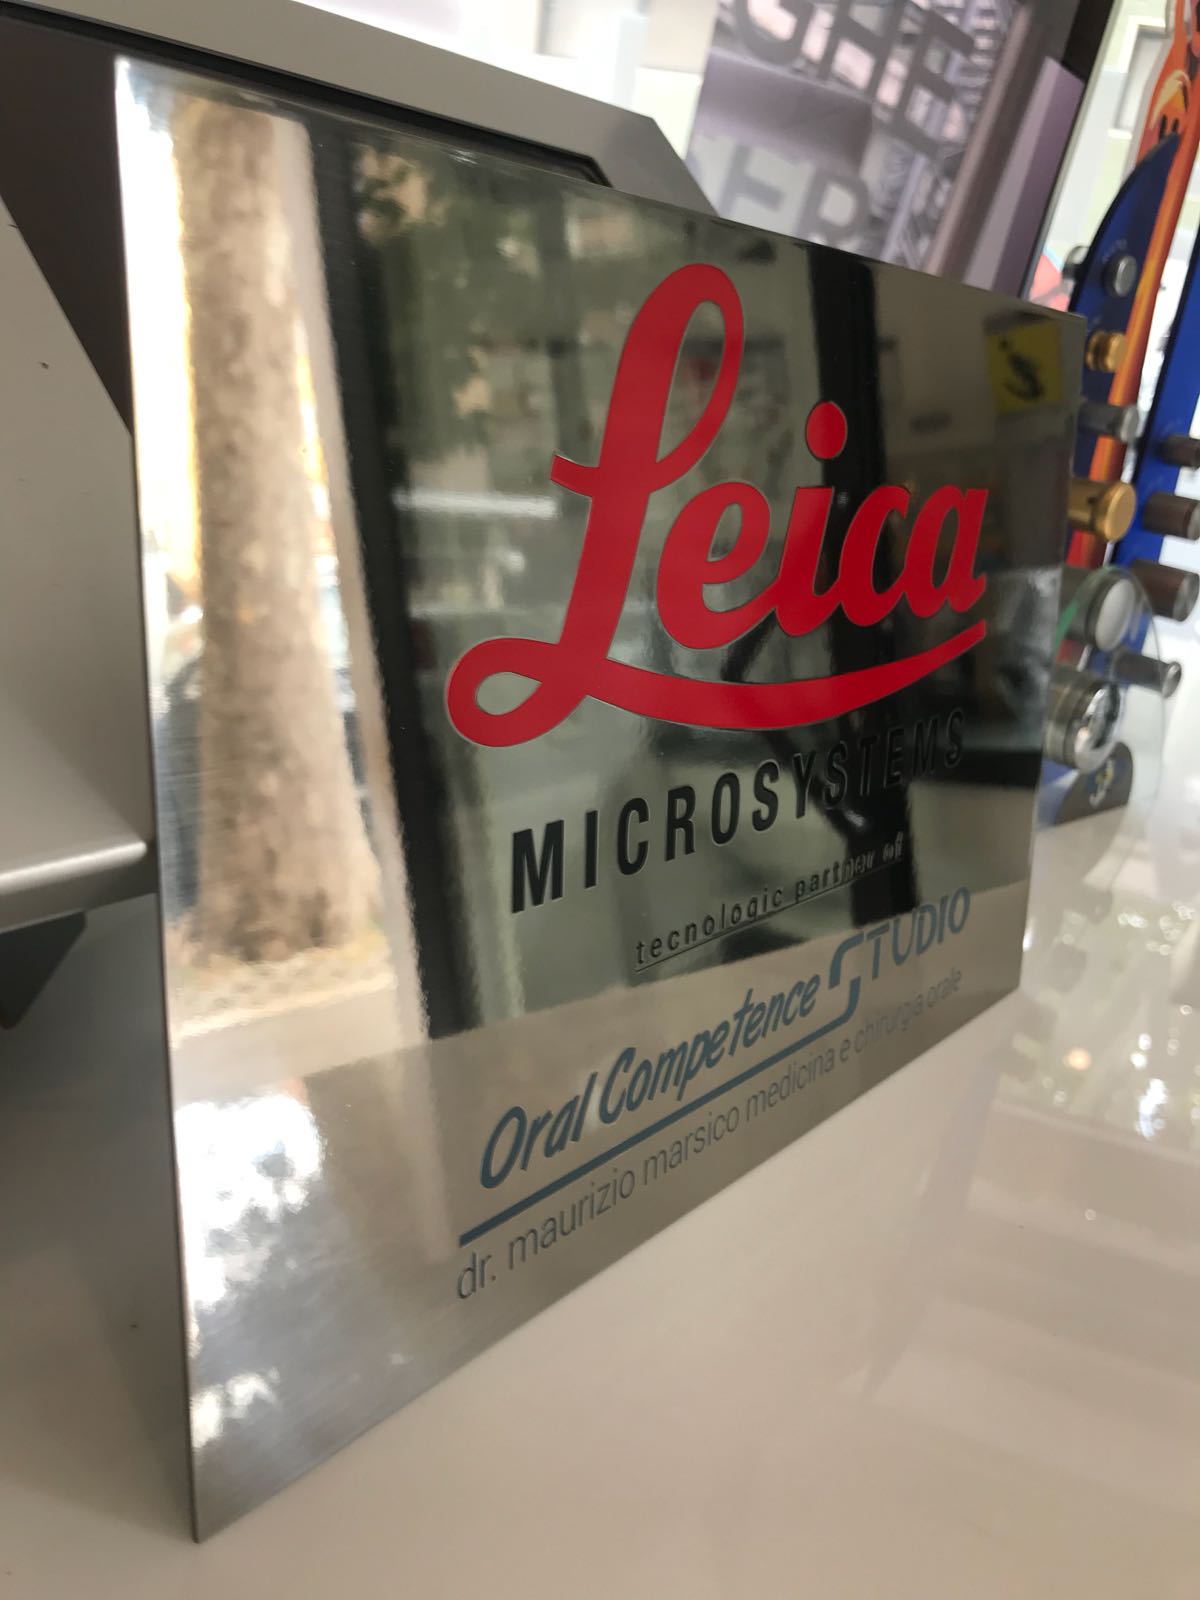 Leica
MICROSYSTEMS
tecnologic partner of
Oral Competence STUDIO
dr. maurizio marsico medicina e chirurgia orale